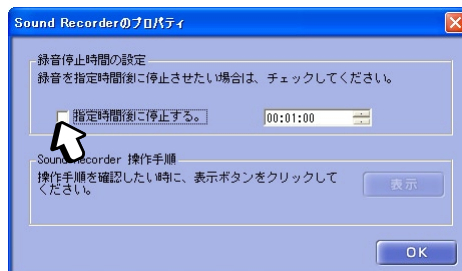 Sound Recorderのプロパティ
録音停止時間の設定
録音を指定時間後に停止させたい場合は、チェックしてください。
指定時間後に停止する。
00:01:00
Sound Recorder 操作手順
操作手順を確認したい時に、表示ボタンをクリックして
ください。
表示
OK